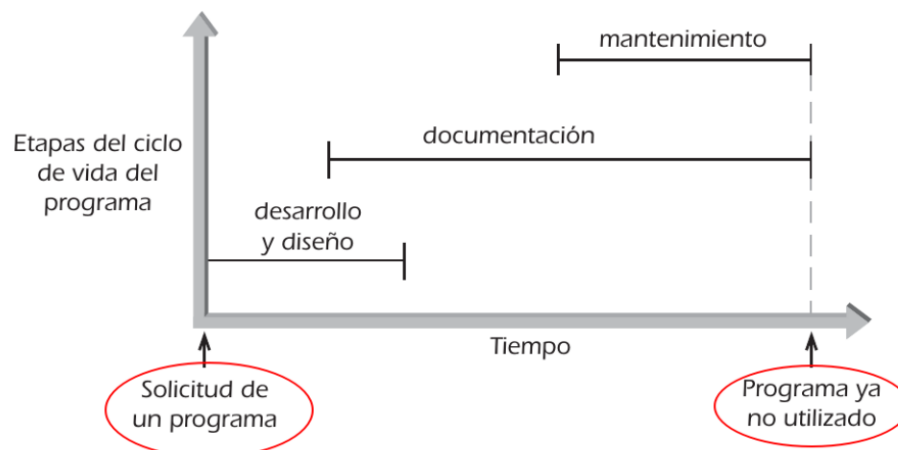 mantenimiento
Etapas del ciclo
de vida del
programa
documentación
desarrollo
y diseño
Tiempo
Solicitud de
un programa
Programa ya
no utilizado